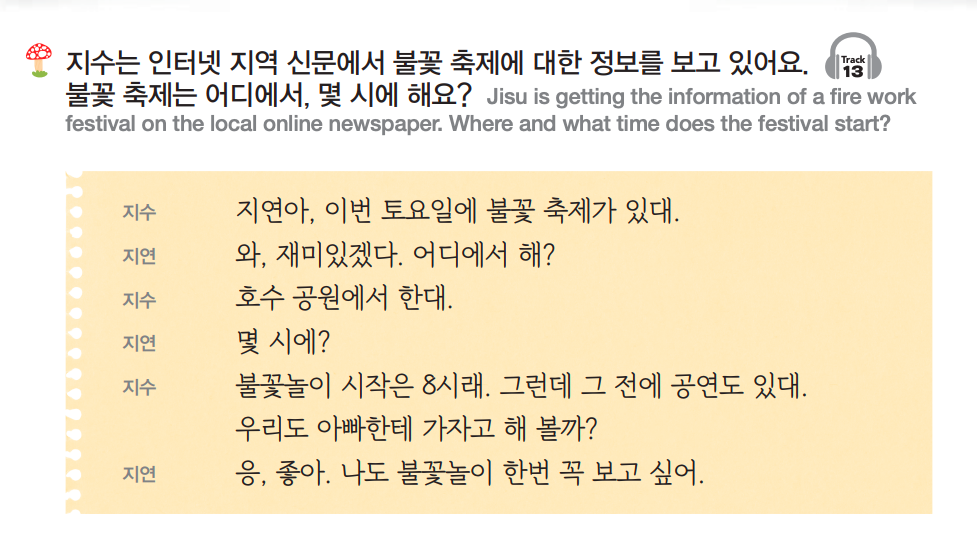 지수는 인터넷 지역 신문에서 불꽃 축제에 대한 정보를 보고 있어요.
Track
13
불꽃 축제는 어디에서, 몇 시에 해요? Jisu is getting the information of a fire work
festival on the local online newspaper. Where and what time does the festival start?
지수 지연아, 이번 토요일에 불꽃 축제가 있대.
지연 와, 재미있겠다. 어디에서 해?
지수 호수 공원에서 한대.
지연 몇 시에?
지수 불꽃놀이 시작은 8시래. 그런데 그 전에 공연도 있대.
우리도 아빠한테 가자고 해 볼까?
지연 응, 좋아. 나도 불꽃놀이 한번 꼭 보고 싶어.